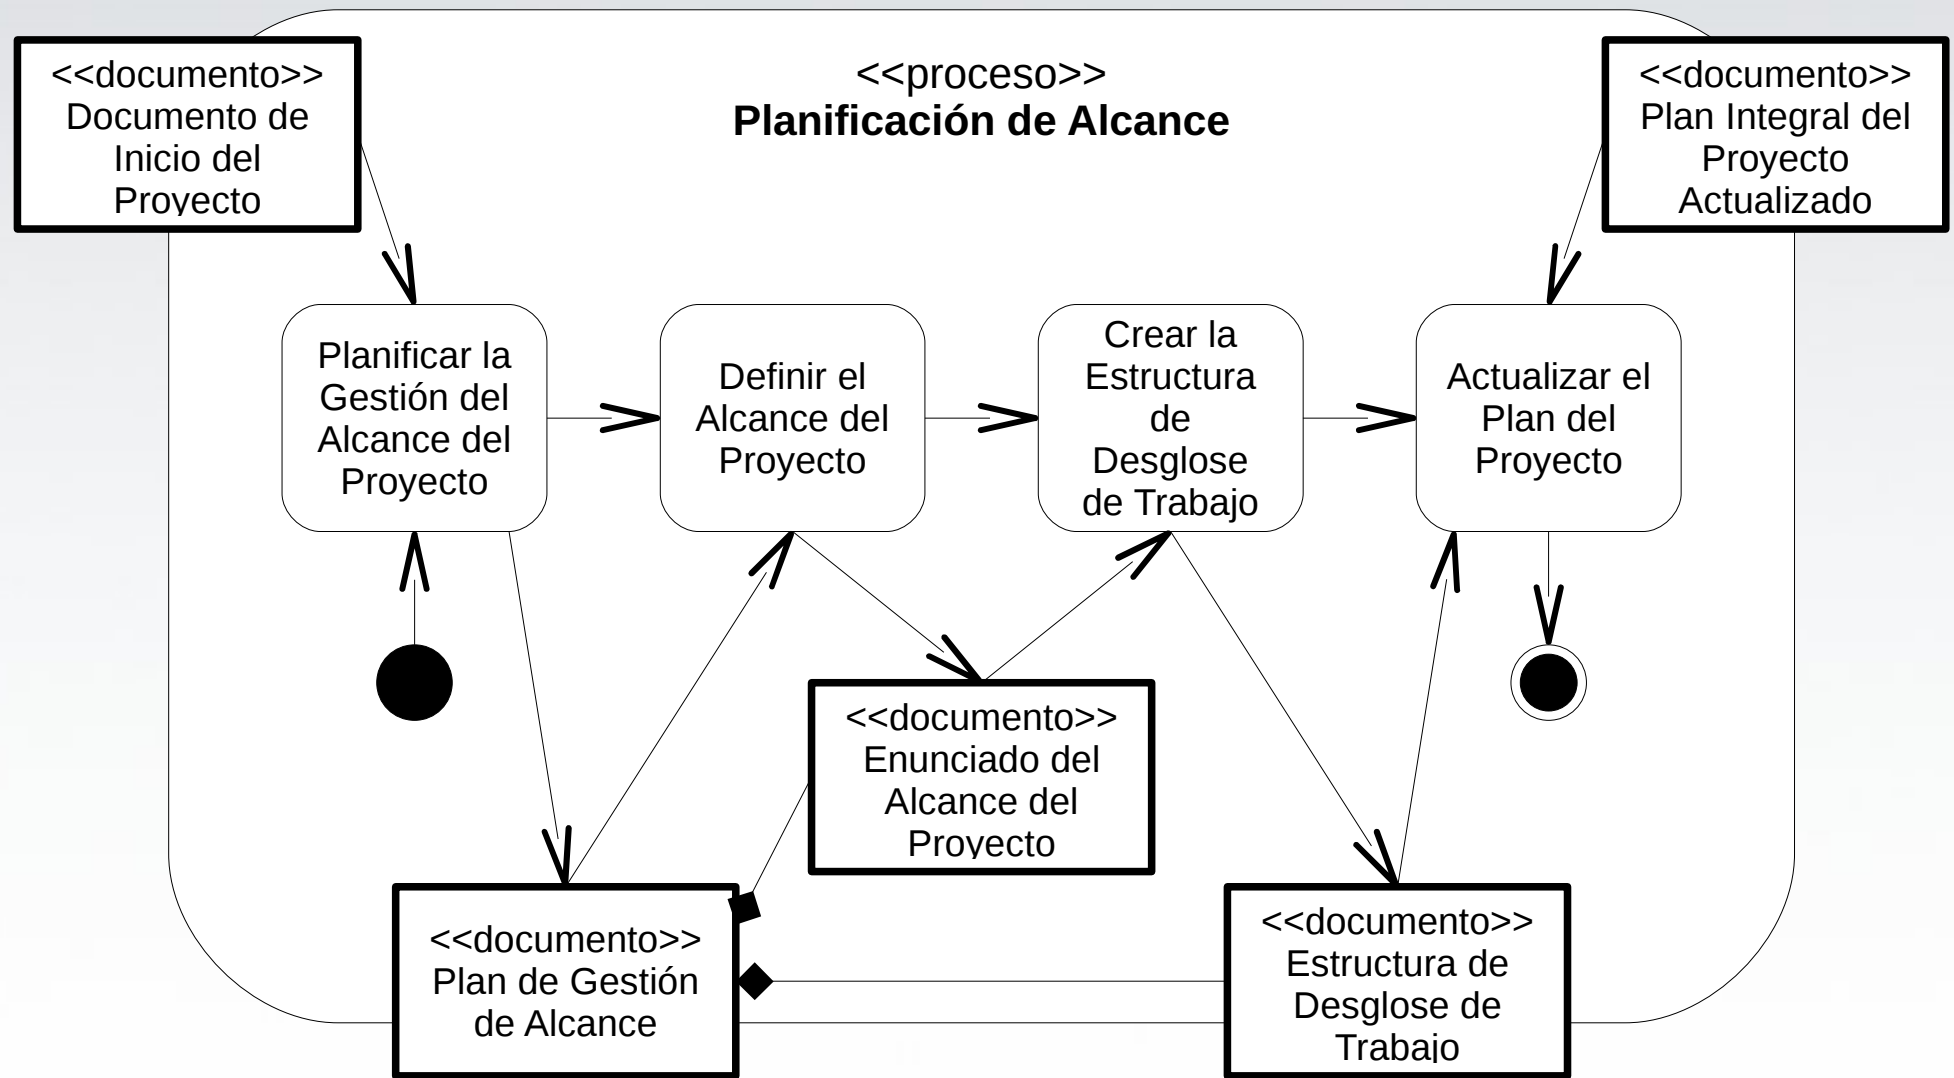 <<documento>>
Documento de
Inicio del
Proyecto
<<proceso>>
Planificación de Alcance
<<documento>>
Plan Integral del
Proyecto
Actualizado
Planificar la
Gestión del
Alcance del
Proyecto
Definir el
Alcance del
Proyecto
Crear la
Estructura
de
Desglose
de Trabajo
Actualizar el
Plan del
Proyecto
<<documento>>
Enunciado del
Alcance del
Proyecto
<<documento>>
Plan de Gestión
de Alcance
<<documento>>
Estructura de
Desglose de
Trabajo